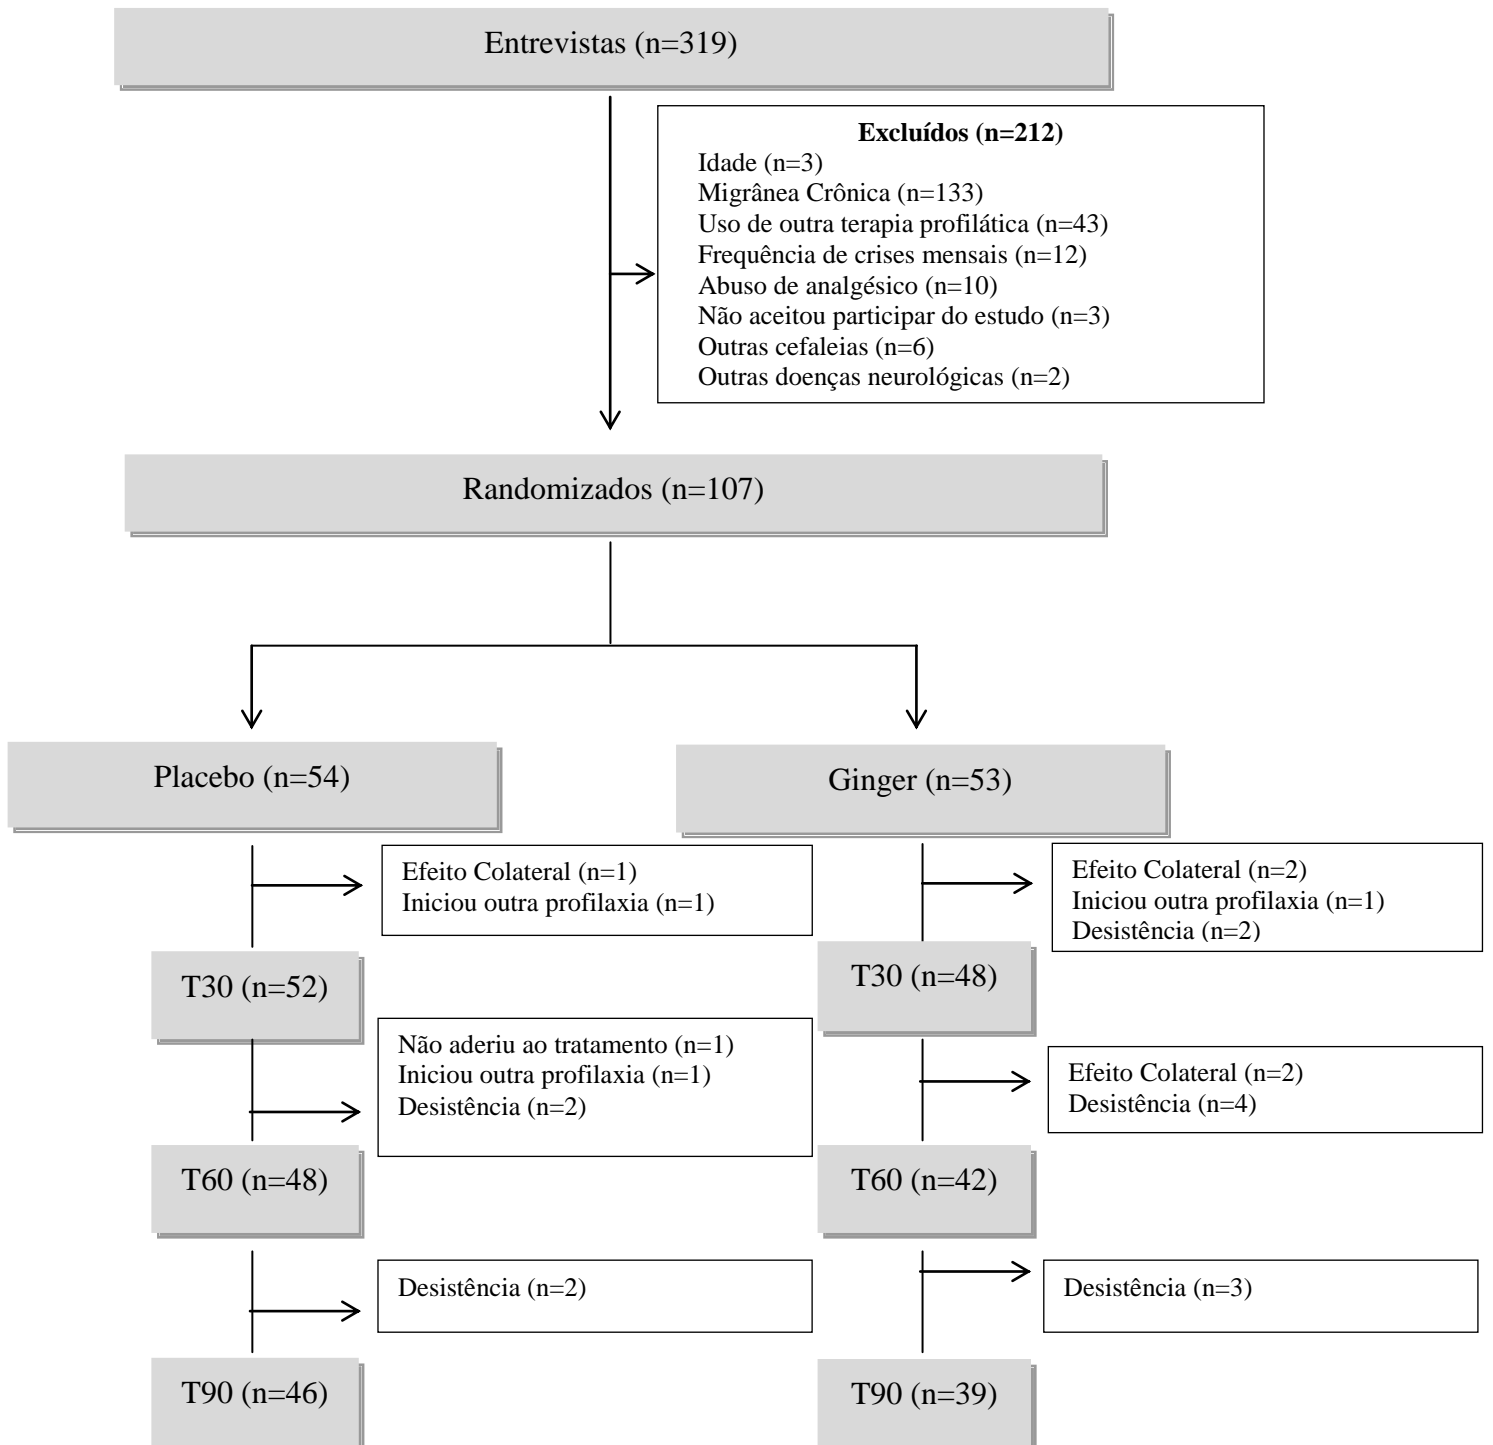 Entrevistas (n=319)
Excluídos (n=212)
Idade (n=3)
Migrânea Crônica (n=133)
Uso de outra terapia profilática (n=43)
Frequência de crises mensais (n=12)
Abuso de analgésico (n=10)
Não aceitou participar do estudo (n=3)
Outras cefaleias (n=6)
Outras doenças neurológicas (n=2)
Randomizados (n=107)
Placebo (n=54)
Ginger (n=53)
Efeito Colateral (n=1)
Iniciou outra profilaxia (n=1)
Efeito Colateral (n=2)
Iniciou outra profilaxia (n=1)
Desistência (n=2)
T30 (n=52)
T30 (n=48)
Não aderiu ao tratamento (n=1)
Iniciou outra profilaxia (n=1)
Desistência (n=2)
Efeito Colateral (n=2)
Desistência (n=4)
T60 (n=48)
T60 (n=42)
Desistência (n=2)
Desistência (n=3)
T90 (n=46)
T90 (n=39)